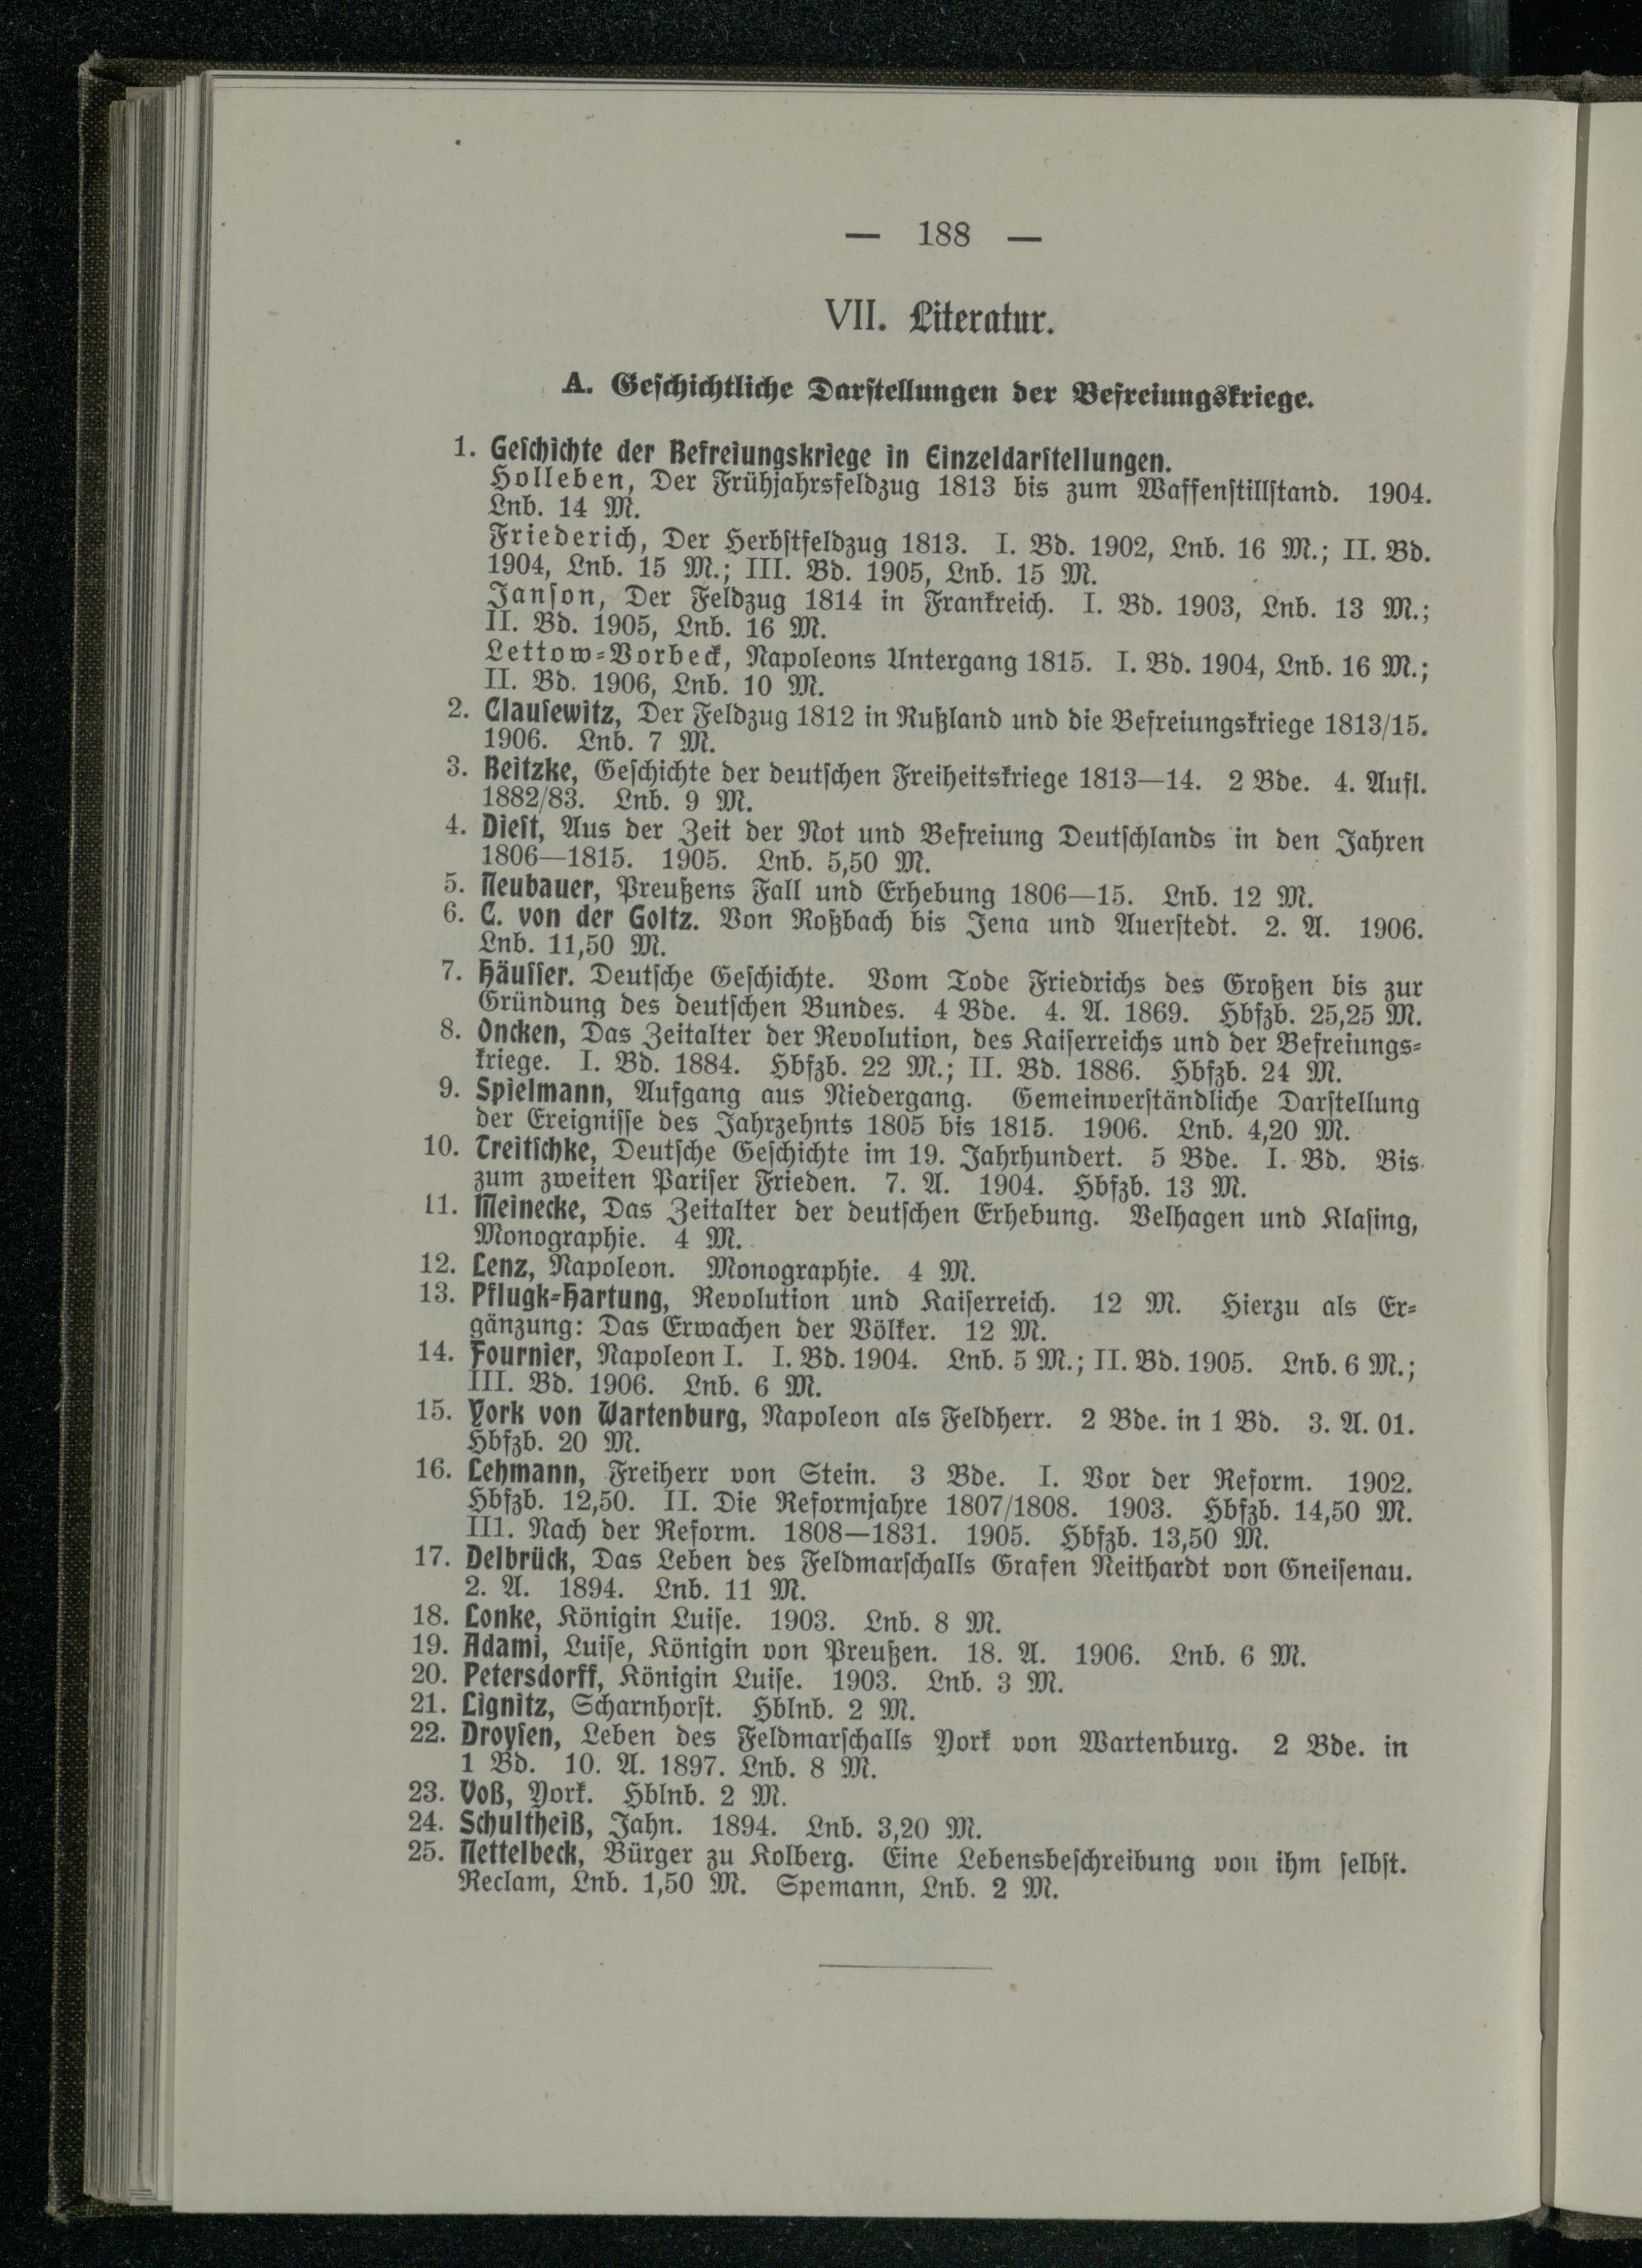 — 188 —
VII. Literatur.
A. Geschichtliche Darstellungen der Befreiungskriege.
1. Geschichte der Befreiungskriege in Einzeldarstellungen.
Holleben, Der Frühjahrsfeldzug 1813 bis zum Waffenstillstand. 1904.
Lnb. 14 M.
Friederich, Der Herbstfeldzug 1813. I. Bd. 1902, Lnb. 16 M.; II. Bd.
1904, Lnb. 15 M.; III. Bd. 1905, Lnb. 15 M.
Janson, Der Feldzug 1814 in Frankreich. I. Bd. 1903, Lnb. 13 M.;
II. Bd. 1905, Lnb. 16 M.
Lettow-Vorbeck, Napoleons Untergang 1815. I. Bd. 1904, Lnb. 16 M.;
II. Bd. 1906, Lnb. 10 M.
2. Clausewitz, Der Feldzug 1812 in Rußland und die Befreiungskriege 1813/15.
1906. Lnb. 7 M.
3. Beitzke, Geschichte der deutschen Freiheitskriege 1813—14. 2 Bde. 4. Aufl.
1882/83. Lnb. 9 M.
4. Diest, Aus der Zeit der Not und Befreiung Deutschlands in den Jahren
1806—1815. 1905. Lnb. 5,50 M.
5. Neubauer, Preußens Fall und Erhebung 1806—15. Lnb. 12 M.
6. C. von der Goltz. Von Roßbach bis Jena und Auerstedt. 2. A. 1906.
Lnb. 11,50 M.
7. Häusser. Deutsche Geschichte. Vom Tode Friedrichs des Großen bis zur
Gründung des deutschen Bundes. 4 Bde. 4. A. 1869. Hbfzb. 25,25 M.
8. Oncken, Das Zeitalter der Revolution, des Kaiserreichs und der Befreiungs-
kriege. I. Bd. 1884. Hbfzb. 22 M.; II. Bd. 1886. Hbfzb. 24 M.
9. Spielmann, Aufgang aus Niedergang. Gemeinverständliche Darstellung
der Ereignisse des Jahrzehnts 1805 bis 1815. 1906. Lnb. 4,20 M.
10. Treitschke, Deutsche Geschichte im 19. Jahrhundert. 5 Bde. I. Bd. Bis
zum zweiten Pariser Frieden. 7. A. 1904. Hbfzb. 13 M.
11. Meinecke, Das Zeitalter der deutschen Erhebung. Velhagen und Klasing,
Monographie. 4 M.
12. Lenz, Napoleon. Monographie. 4 M.
13. Pflugk-Hartung, Revolution und Kaiserreich. 12 M. Hierzu als Er-
gänzung: Das Erwachen der Völker. 12 M.
14. Fournier, Napoleon I. I. Bd. 1904. Lnb. 5 M.; II. Bd. 1905. Lnb. 6 M.;
III. Bd. 1906. Lnb. 6 M.
15. York von Wartenburg, Napoleon als Feldherr. 2 Bde. in 1 Bd. 3. A. 01.
Hbfzb. 20 M.
16. Lehmann, Freiherr von Stein. 3 Bde. I. Vor der Reform. 1902.
Hbfzb. 12,50. II. Die Reformjahre 1807/1808. 1903. Hbfzb. 14,50 M.
III. Nach der Reform. 1808—1831. 1905. Hbfzb. 13,50 M.
17. Delbrück, Das Leben des Feldmarschalls Grafen Neithardt von Gneisenau.
2. A. 1894. Lnb. 11 M.
18. Lonke, Königin Luise. 1903. Lnb. 8 M.
19. Adami, Luise, Königin von Preußen. 18. A. 1906. Lnb. 6 M.
20. Petersdorff, Königin Luise. 1903. Lnb. 3 M.
21. Lignitz, Scharnhorst. Hblnb. 2 M.
22. Droysen, Leben des Feldmarschalls York von Wartenburg. 2 Bde. in
1 Bd. 10. A. 1897. Lnb. 8 M.
23. Voß, York. Hblnb. 2 M.
24. Schultheiß, Jahn. 1894. Lnb. 3,20 M.
25. Nettelbeck, Bürger zu Kolberg. Eine Lebensbeschreibung von ihm selbst.
Reclam, Lnb. 1,50 M. Spemann, Lnb. 2 M.